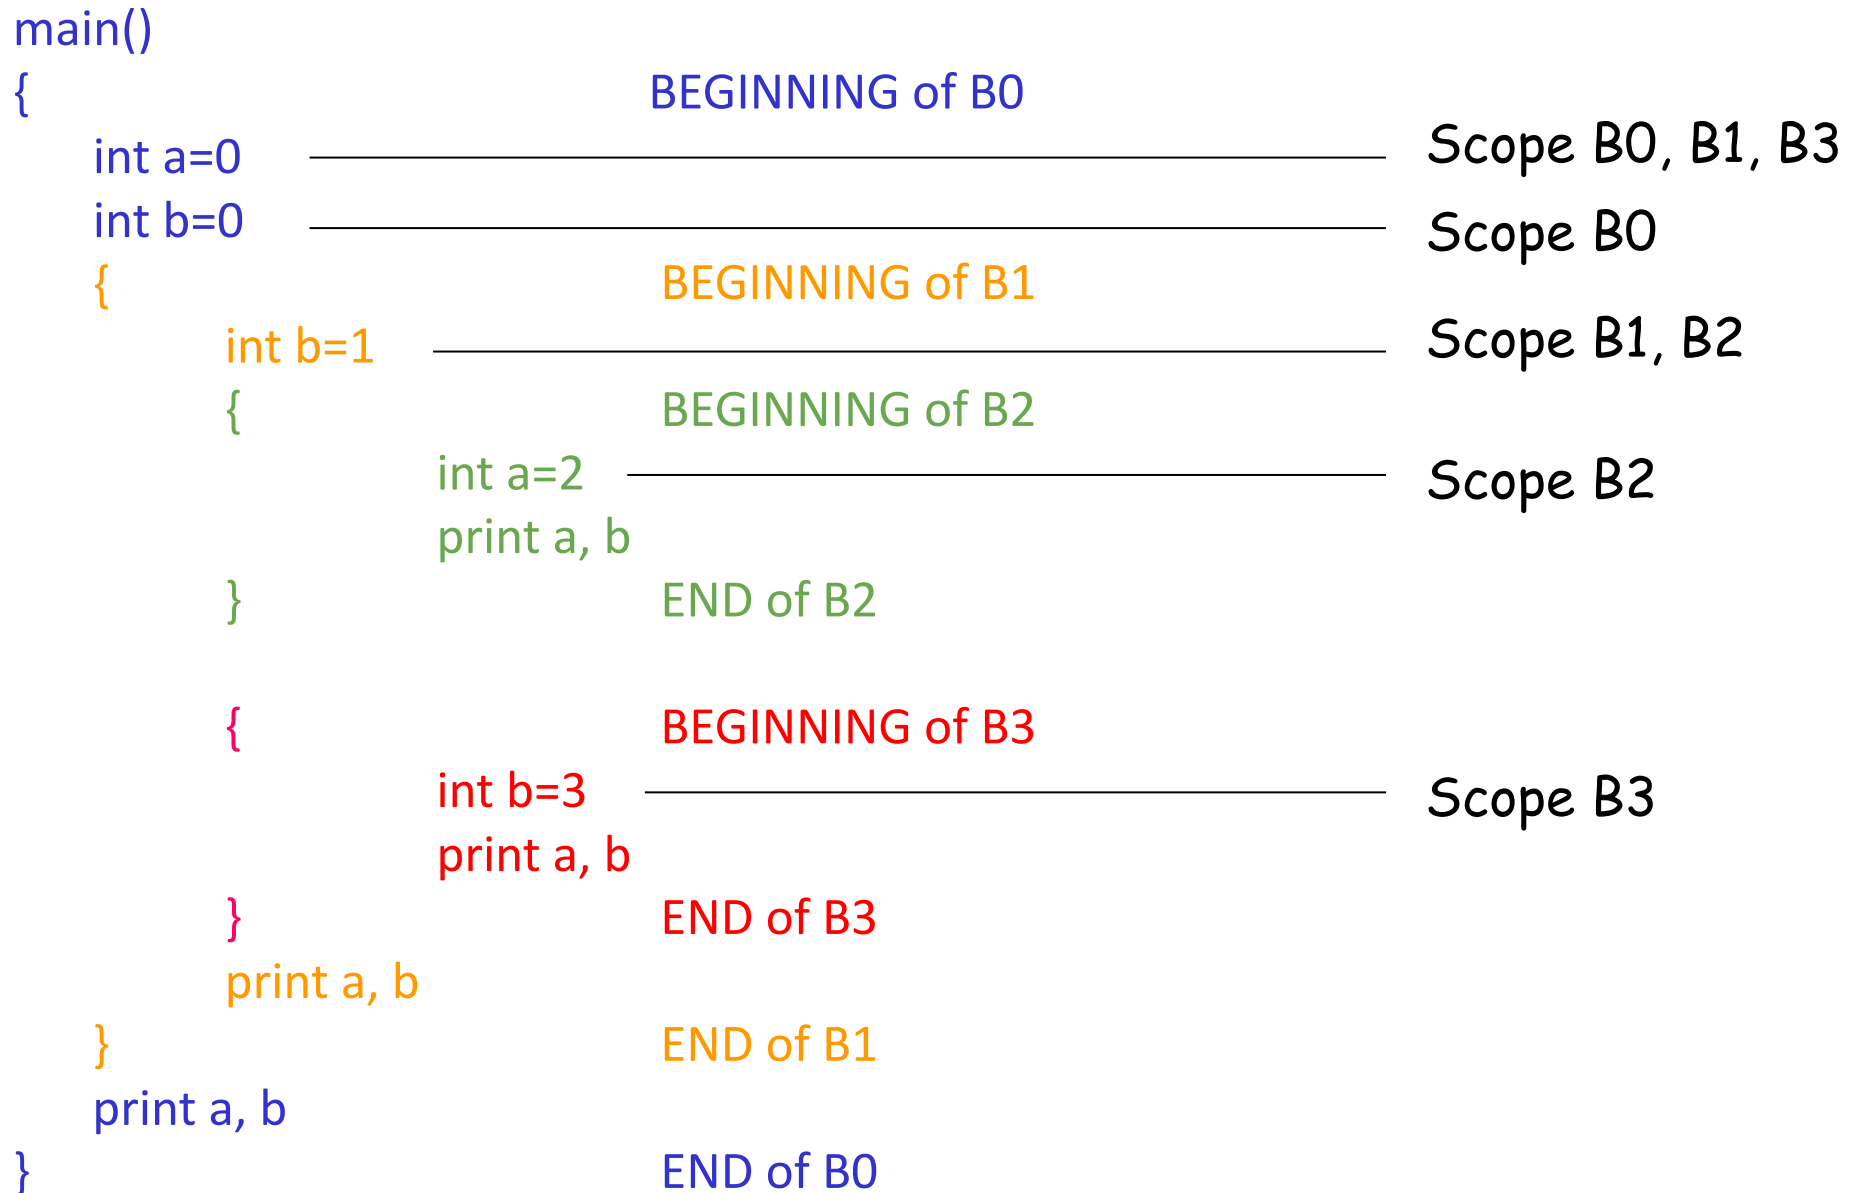 main()
{ BEGINNING of B0
int a=0 Scope B0, B1, B3
int b=0 Scope B0
{ BEGINNING of B1
int b=1 Scope B1, B2
{ BEGINNING of B2
int a=2 Scope B2
print a, b
} END of B2
{ BEGINNING of B3
int b=3 Scope B3
print a, b
} END of B3
print a, b
} END of B1
print a, b
} END of B0